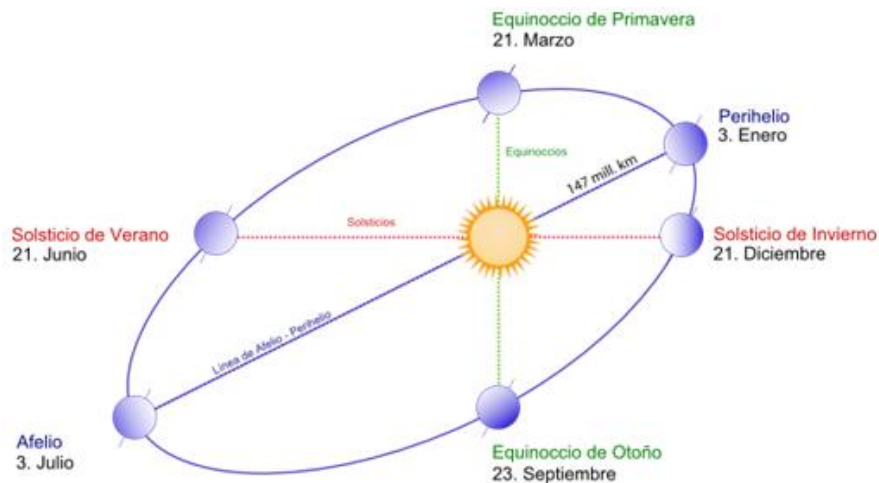 Equinoccio de Primavera
21. Marzo
Perihelio
3. Enero
Equinoccios
147 mill. km
Solsticios
Solsticio de Verano
21. Junio
Solsticio de Invierno
21. Diciembre
Línea de Afelio - Perihelio
Afelio
3. Julio
Equinoccio de Otoño
23. Septiembre